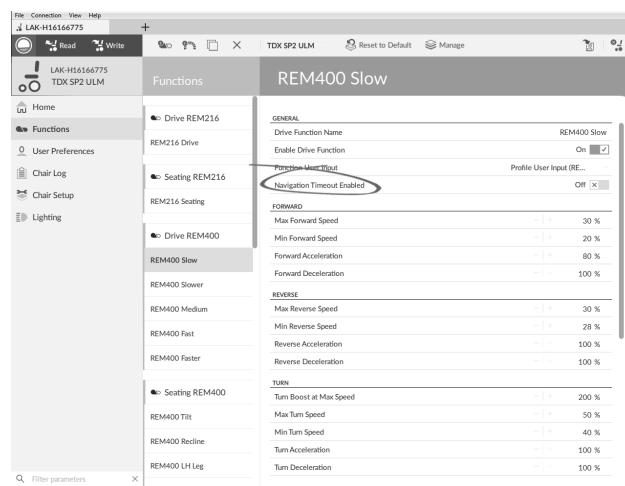 File Connection View Help
LAK-H16166775
+
Read Write TDX SP2 ULM Reset to Default Manage
LAK-H16166775
TDX SP2 ULM
Functions
REM400 Slow
Home
Functions
User Preferences
Chair Log
Chair Setup
Lighting
Filter parameters
Drive REM216
REM216 Drive
Seating REM216
REM216 Seating
Drive REM400
REM400 Slow
REM400 Slower
REM400 Medium
REM400 Fast
REM400 Faster
Seating REM400
REM400 Tilt
REM400 Recline
REM400 LH Leg
GENERAL
Drive Function Name REM400 Slow
Enable Drive Function On
Function User Input Profile User Input (RE...
Navigation Timeout Enabled Off
FORWARD
Max Forward Speed - + 30 %
Min Forward Speed - + 20 %
Forward Acceleration - + 80 %
Forward Deceleration - - 100 %
REVERSE
Max Reverse Speed - + 30 %
Min Reverse Speed - + 28 %
Reverse Acceleration - - 100 %
Reverse Deceleration - - 100 %
TURN
Turn Boost at Max Speed - + 200 %
Max Turn Speed - + 50 %
Min Turn Speed - + 40 %
Turn Acceleration - - 100 %
Turn Deceleration - - 100 %